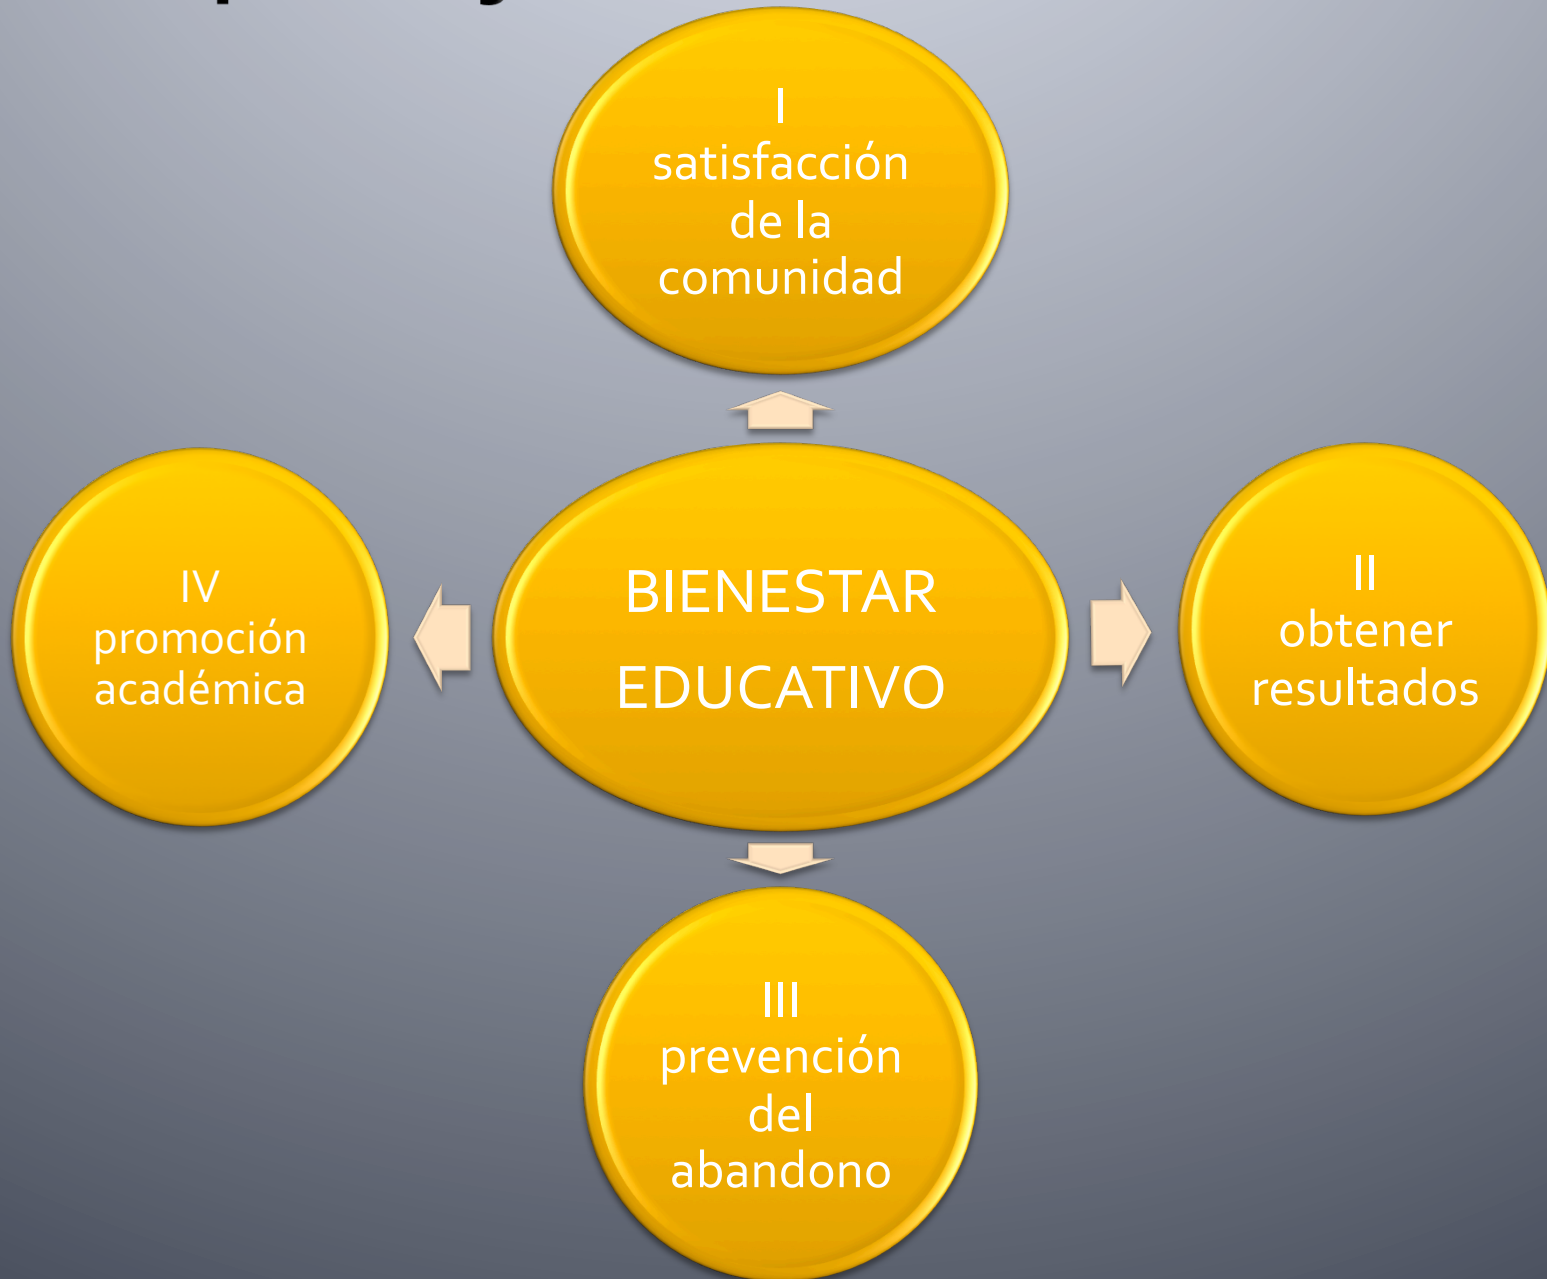 I
satisfacción
de la
comunidad
IV
promoción
académica
BIENESTAR
EDUCATIVO
II
obtener
resultados
III
prevención
del
abandono